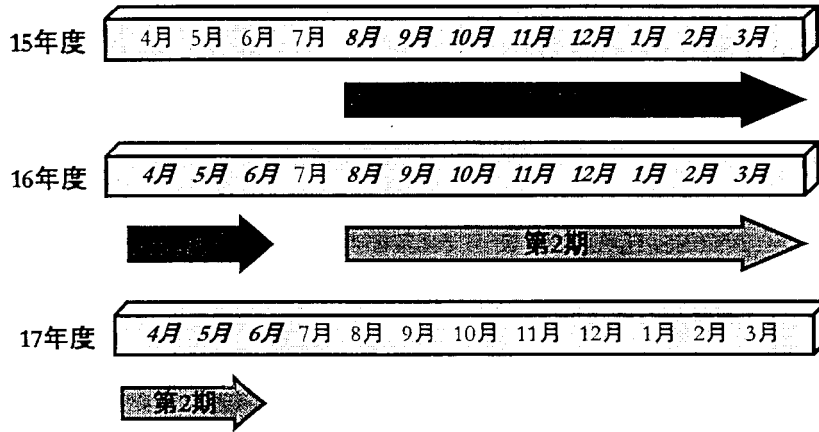 15年度 4月 5月 6月 7月 8月 9月 10月 11月 12月 1月 2月 3月
16年度 4月 5月 6月 7月 8月 9月 10月 11月 12月 1月 2月 3月
第2期
17年度 4月 5月 6月 7月 8月 9月 10月 11月 12月 1月 2月 3月
第2期